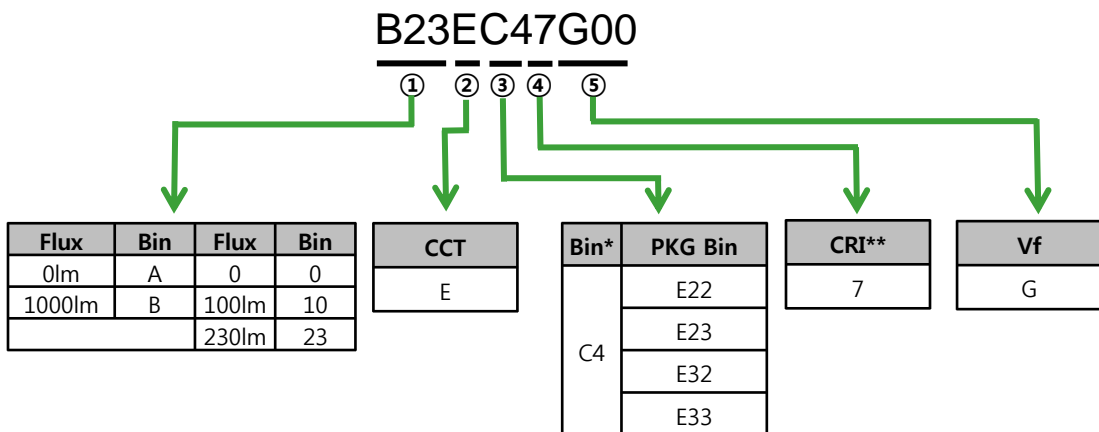 B23EC47G00
① ② ③ ④ ⑤
Flux Bin Flux Bin
0lm A 0 0
1000lm B 100lm 10
230lm 23
CCT
E
Bin* PKG Bin
C4
E22
E23
E32
E33
CRI**
7
Vf
G